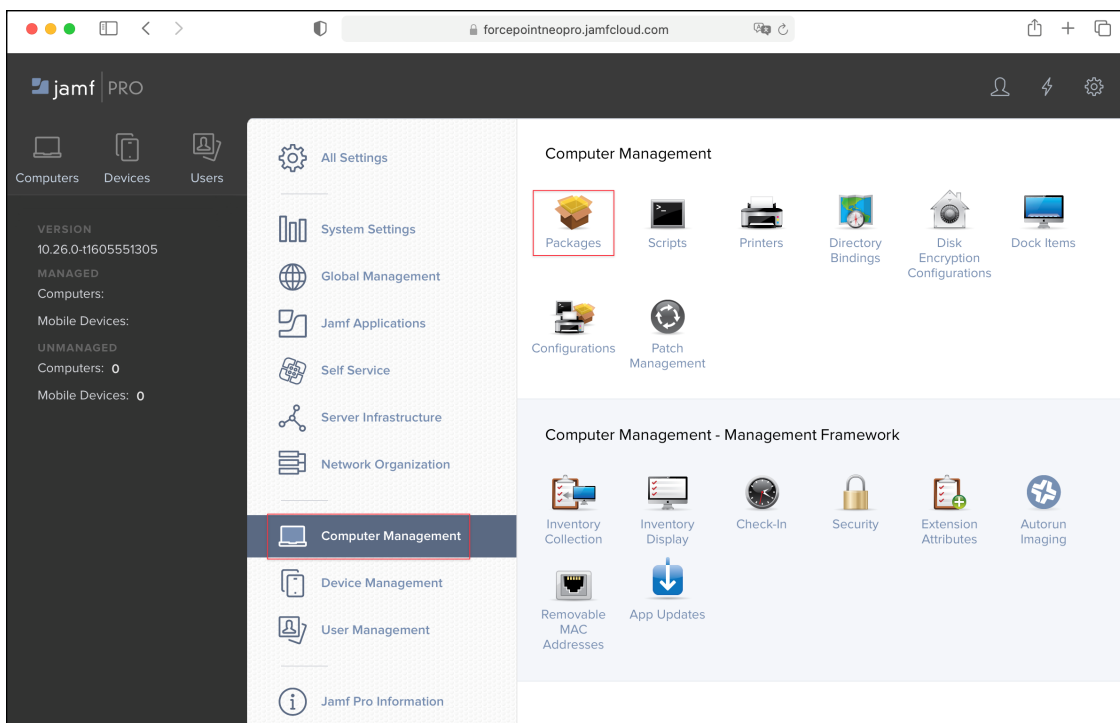 forcepointneopro.jamfcloud.com
jamf PRO
Computers Devices Users
VERSION
10.26.0-t1605551305
MANAGED
Computers:
Mobile Devices:
UNMANAGED
Computers: 0
Mobile Devices: 0
All Settings
System Settings
Global Management
Jamf Applications
Self Service
Server Infrastructure
Network Organization
Computer Management
Device Management
User Management
Jamf Pro Information
Computer Management
Packages
Scripts
Printers
Directory
Bindings
Disk
Encryption
Configurations
Dock Items
Configurations
Patch
Management
Computer Management - Management Framework
Inventory
Collection
Inventory
Display
Check-In
Security
Extension
Attributes
Autorun
Imaging
Removable
MAC
Addresses
App Updates